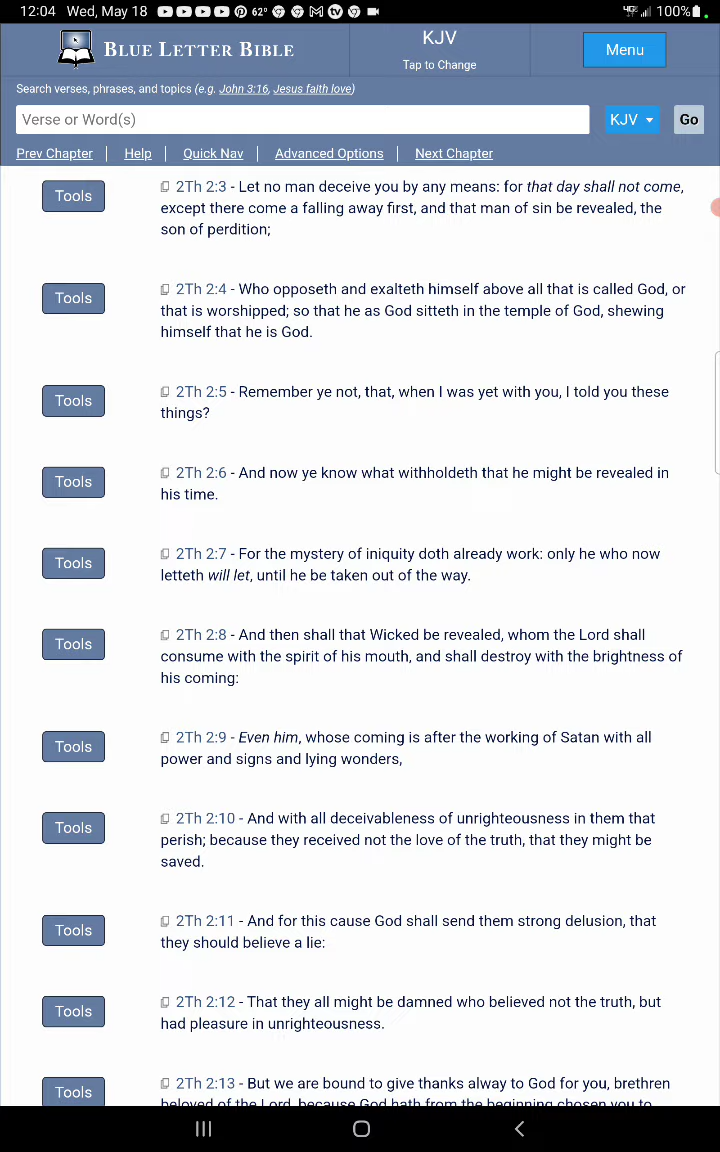 12:04 Wed, May 18 62° 100%
BLUE LETTER BIBLE
KJV
Tap to Change
Menu
Search verses, phrases, and topics (e.g. John 3:16, Jesus faith love)
Verse or Word(s)
KJV
Go
Prev Chapter | Help | Quick Nav | Advanced Options | Next Chapter
Tools
2Th 2:3 - Let no man deceive you by any means: for that day shall not come,
except there come a falling away first, and that man of sin be revealed, the
son of perdition;
Tools
2Th 2:4 - Who opposeth and exalteth himself above all that is called God, or
that is worshipped; so that he as God sitteth in the temple of God, shewing
himself that he is God.
Tools
2Th 2:5 - Remember ye not, that, when I was yet with you, I told you these
things?
Tools
2Th 2:6 - And now ye know what withholdeth that he might be revealed in
his time.
Tools
2Th 2:7 - For the mystery of iniquity doth already work: only he who now
letteth will let, until he be taken out of the way.
Tools
2Th 2:8 - And then shall that Wicked be revealed, whom the Lord shall
consume with the spirit of his mouth, and shall destroy with the brightness of
his coming:
Tools
2Th 2:9 - Even him, whose coming is after the working of Satan with all
power and signs and lying wonders,
Tools
2Th 2:10 - And with all deceivableness of unrighteousness in them that
perish; because they received not the love of the truth, that they might be
saved.
Tools
2Th 2:11 - And for this cause God shall send them strong delusion, that
they should believe a lie:
Tools
2Th 2:12 - That they all might be damned who believed not the truth, but
had pleasure in unrighteousness.
Tools
2Th 2:13 - But we are bound to give thanks alway to God for you, brethren
beloved of the Lord, because God hath from the beginning chosen you to